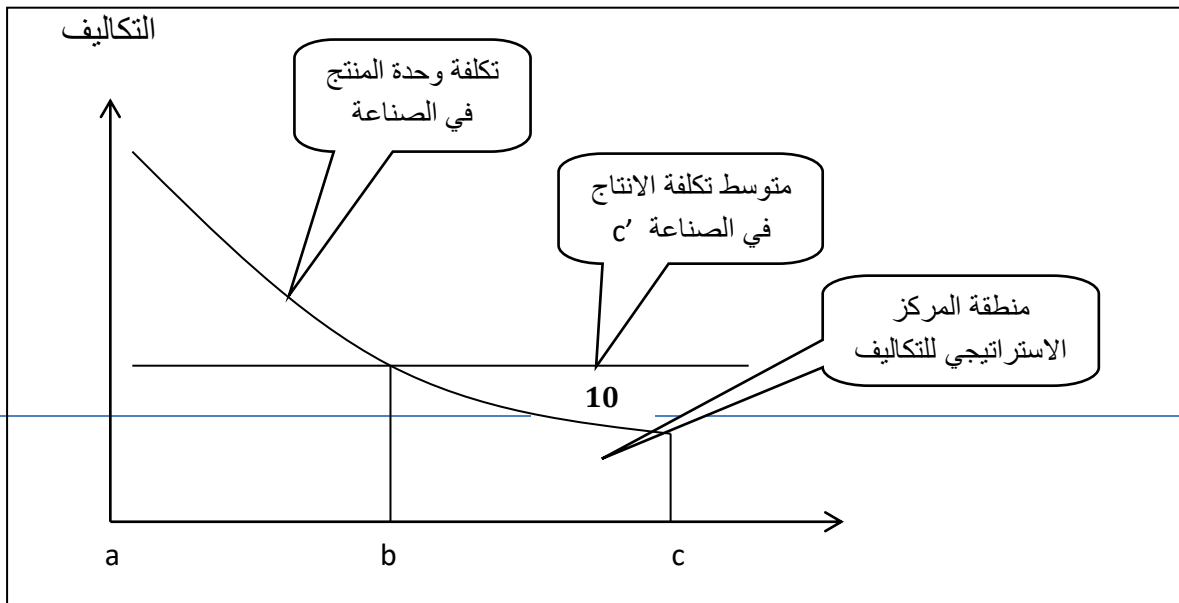 التكاليف
تكلفة وحدة المنتج
في الصناعة
متوسط تكلفة الانتاج
في الصناعة c’
منطقة المركز
الاستراتيجي للتكاليف
10
a b c